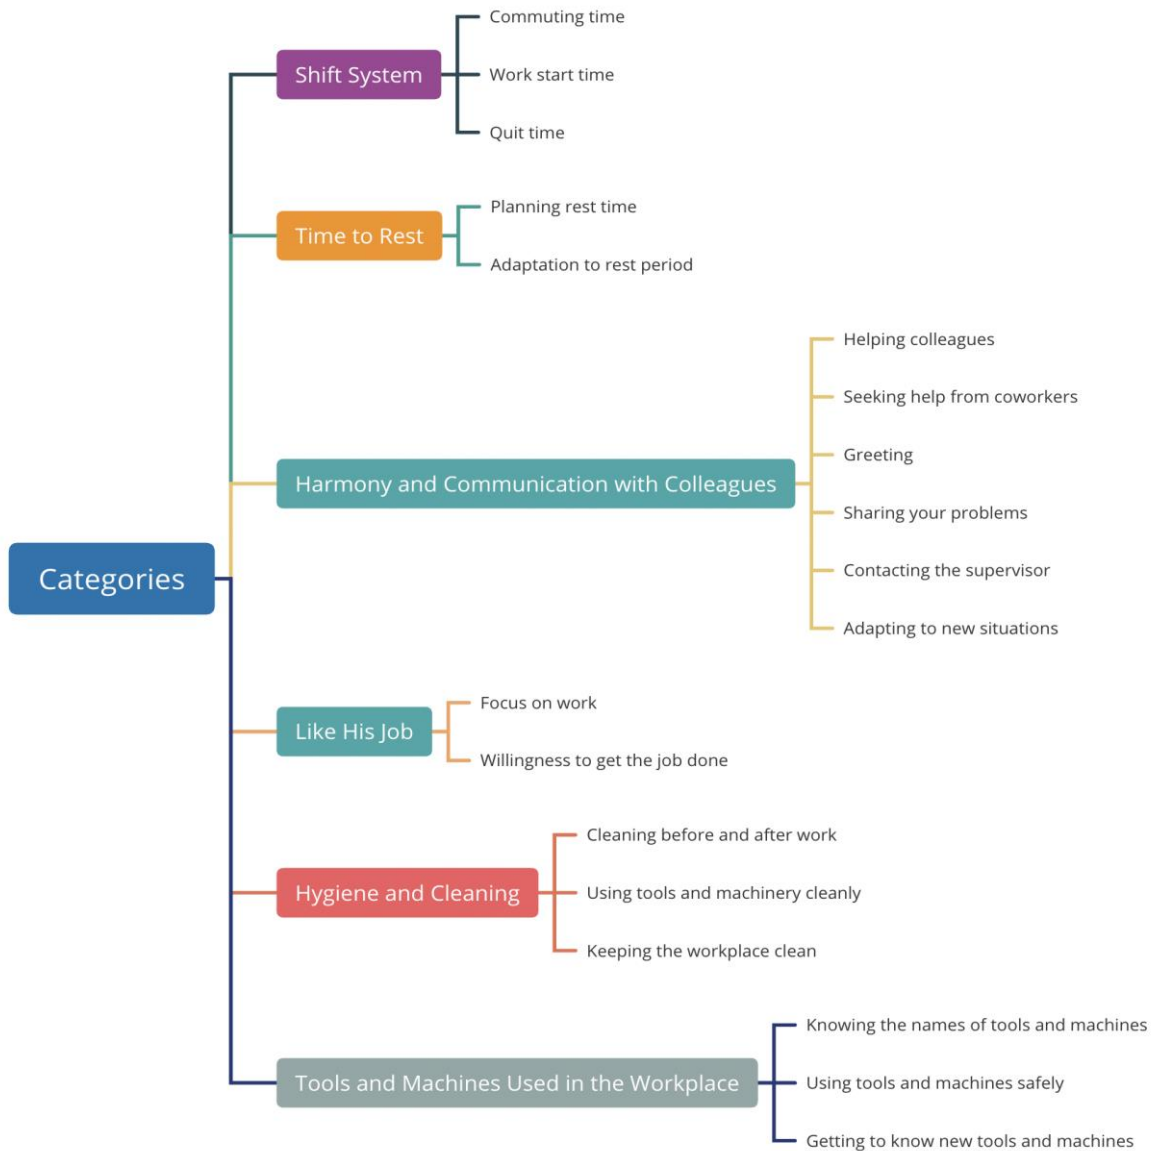 Categories
Shift System
Commuting time
Work start time
Quit time
Time to Rest
Planning rest time
Adaptation to rest period
Harmony and Communication with Colleagues
Helping colleagues
Seeking help from coworkers
Greeting
Sharing your problems
Contacting the supervisor
Adapting to new situations
Like His Job
Focus on work
Willingness to get the job done
Hygiene and Cleaning
Cleaning before and after work
Using tools and machinery cleanly
Keeping the workplace clean
Tools and Machines Used in the Workplace
Knowing the names of tools and machines
Using tools and machines safely
Getting to know new tools and machines